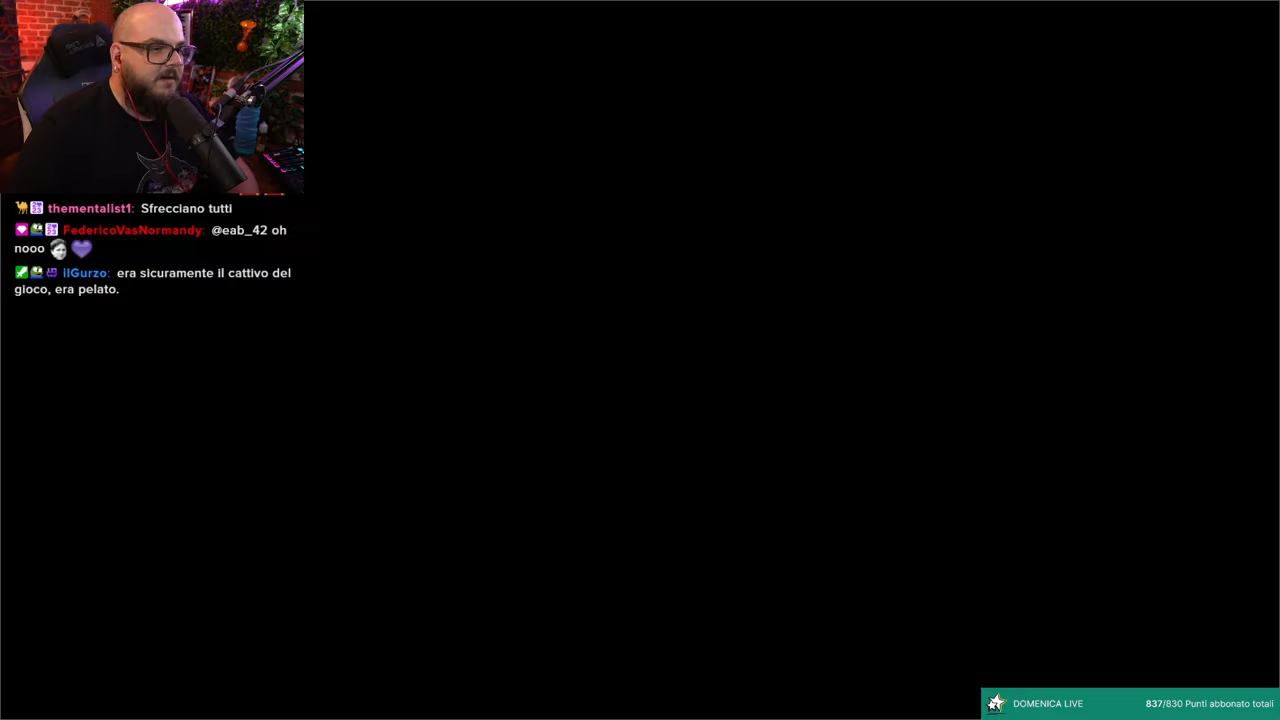 thementalist1: Sfrecciano tutti
FedericoVasNormandy: @eab_42 oh
nooo
ilGurzo: era sicuramente il cattivo del
gioco, era pelato.
DOMENICA LIVE 837/830 Punti abbonato totali